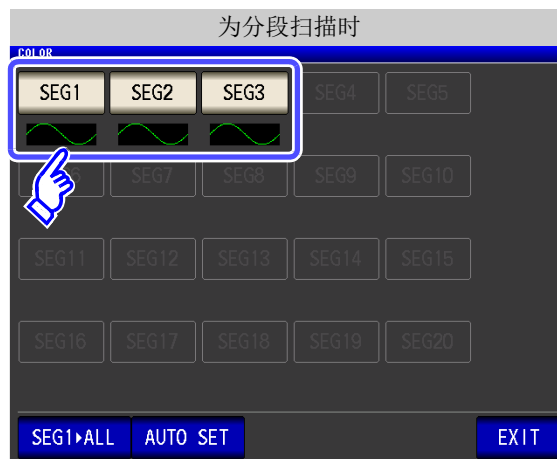 为分段扫描时
COLOR
SEG1 SEG2 SEG3 SEG4 SEG5
SEG7 SEG8 SEG9 SEG10
SEG11 SEG12 SEG13 SEG14 SEG15
SEG16 SEG17 SEG18 SEG19 SEG20
SEG1▸ALL AUTO SET EXIT